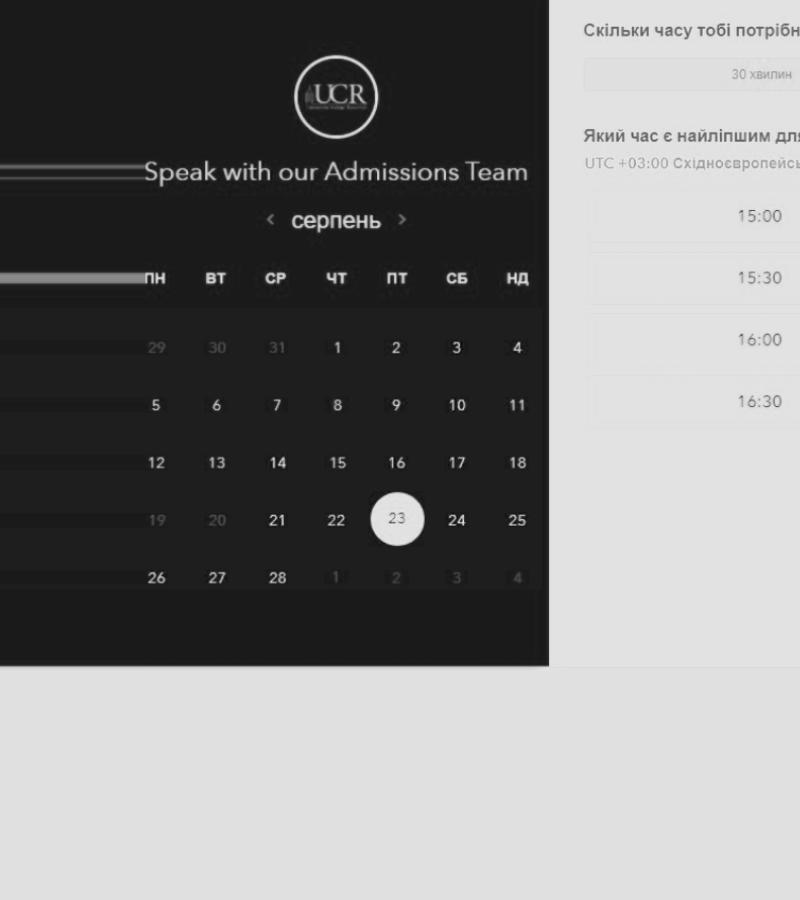 UCR
Speak with our Admissions Team
‹ серпень ›
ПН ВТ СР ЧТ ПТ СБ НД
29 30 31 1 2 3 4
5 6 7 8 9 10 11
12 13 14 15 16 17 18
19 20 21 22 23 24 25
26 27 28 1 2 3 4
Скільки часу тобі потрібн
30 хвилин
Який час є найліпшим для
UTC +03:00 Східноєвропейсь
15:00
15:30
16:00
16:30